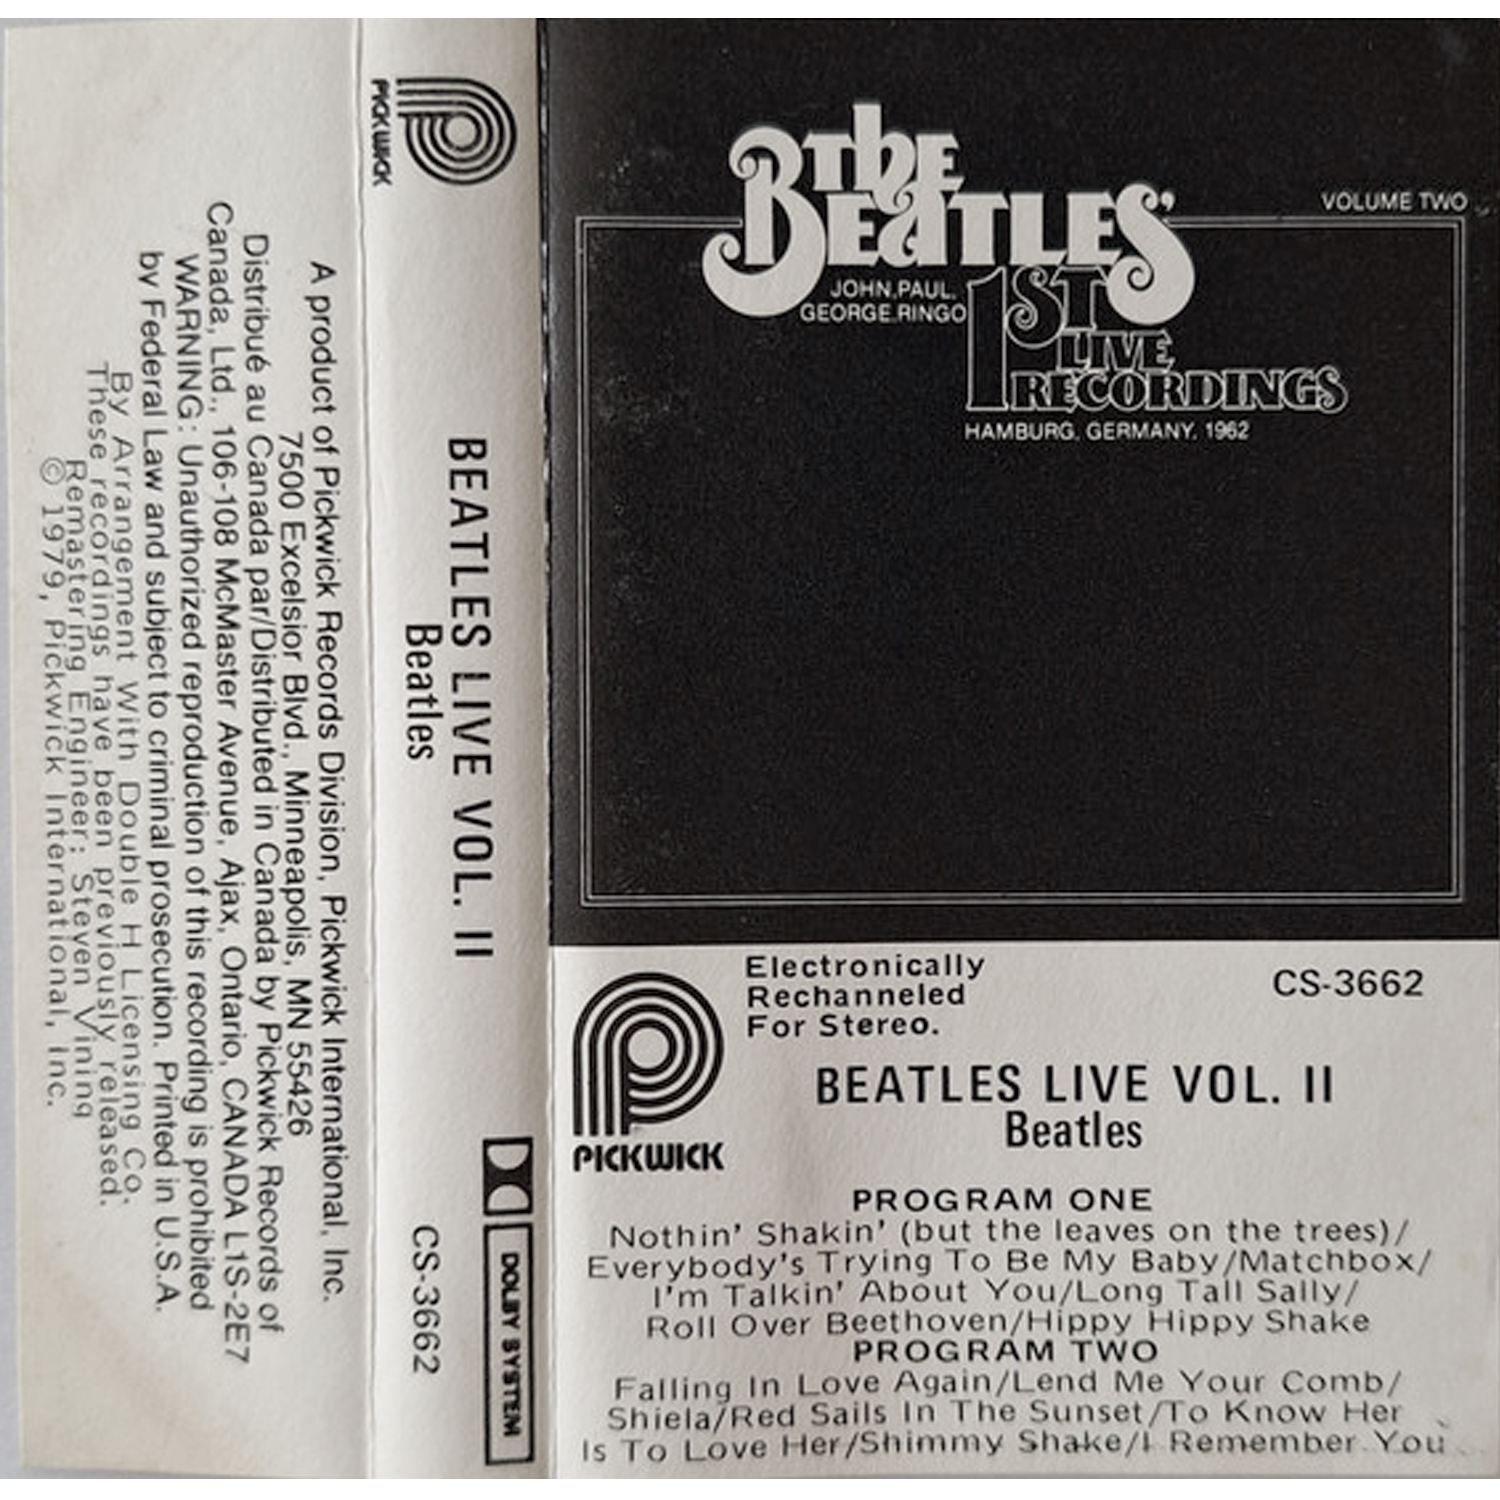 THE
BEATLES'
VOLUME TWO
JOHN, PAUL,
GEORGE, RINGO
1ST
LIVE
RECORDINGS
HAMBURG, GERMANY, 1962
Electronically
Rechanneled
For Stereo.
CS-3662
PICKWICK
BEATLES LIVE VOL. II
Beatles
PROGRAM ONE
Nothin' Shakin' (but the leaves on the trees)/
Everybody's Trying To Be My Baby/Matchbox/
I'm Talkin' About You/Long Tall Sally/
Roll Over Beethoven/Hippy Hippy Shake
PROGRAM TWO
Falling In Love Again/Lend Me Your Comb/
Shiela/Red Sails In The Sunset/To Know Her
Is To Love Her/Shimmy Shake/I Remember You
PICKWICK
BEATLES LIVE VOL. II
Beatles
DOLBY SYSTEM
CS-3662
A product of Pickwick Records Division, Pickwick International, Inc.
7500 Excelsior Blvd., Minneapolis, MN 55426
Distribué au Canada par/Distributed in Canada by Pickwick Records of
Canada, Ltd., 106-108 McMaster Avenue, Ajax, Ontario, CANADA L1S-2E7
WARNING: Unauthorized reproduction of this recording is prohibited
by Federal Law and subject to criminal prosecution. Printed in U.S.A.
By Arrangement With Double H Licensing Co.
These recordings have been previously released.
Remastering Engineer: Steven Vining
© 1979, Pickwick International, Inc.